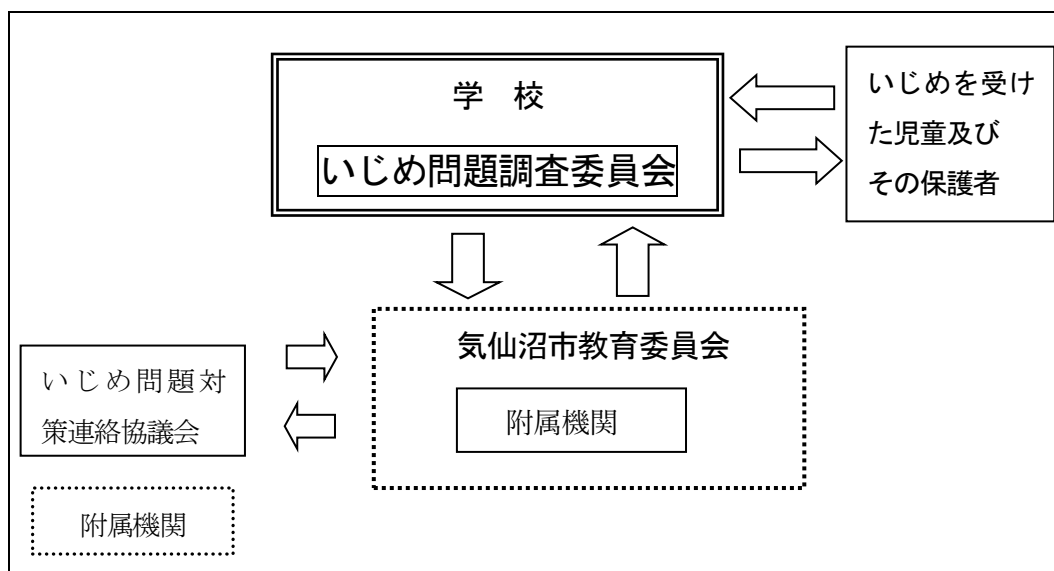 学　校
いじめ問題調査委員会
いじめを受け
た児童及び
その保護者
気仙沼市教育委員会
附属機関
いじめ問題対
策連絡協議会
附属機関